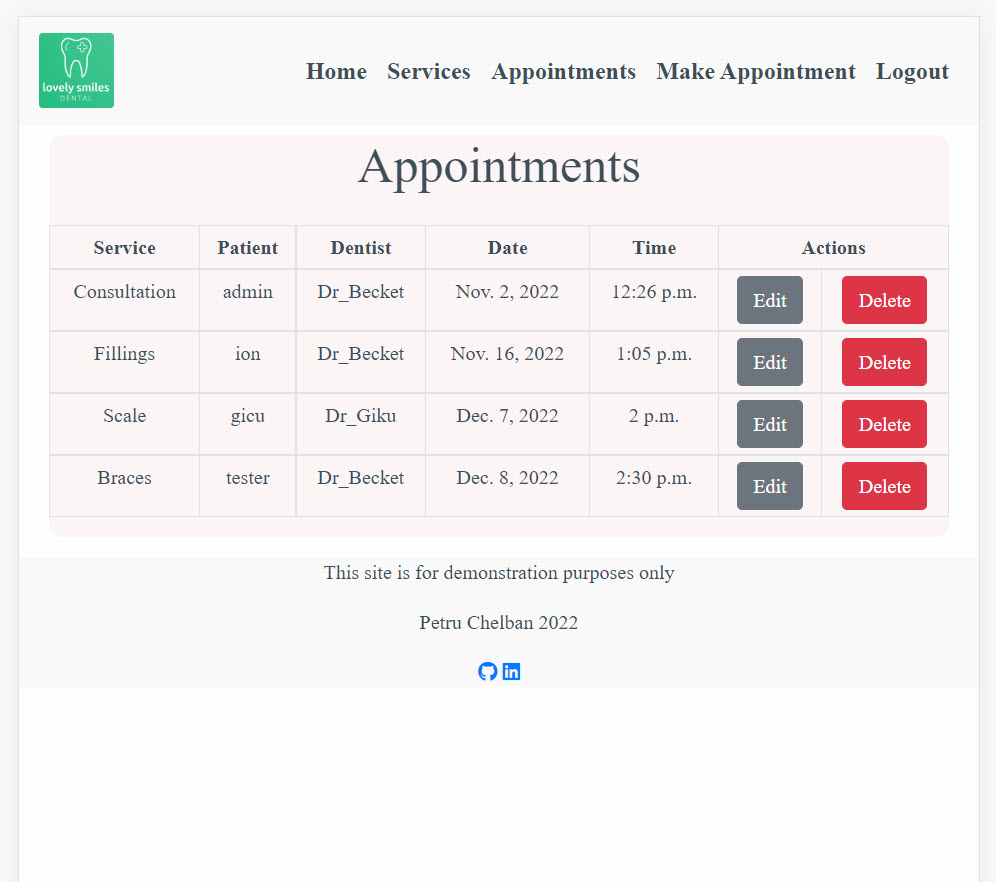 lovely smiles
DENTAL
Home Services Appointments Make Appointment Logout
Appointments
Service Patient Dentist Date Time Actions
Consultation admin Dr_Becket Nov. 2, 2022 12:26 p.m. Edit Delete
Fillings ion Dr_Becket Nov. 16, 2022 1:05 p.m. Edit Delete
Scale gicu Dr_Giku Dec. 7, 2022 2 p.m. Edit Delete
Braces tester Dr_Becket Dec. 8, 2022 2:30 p.m. Edit Delete
This site is for demonstration purposes only
Petru Chelban 2022
in